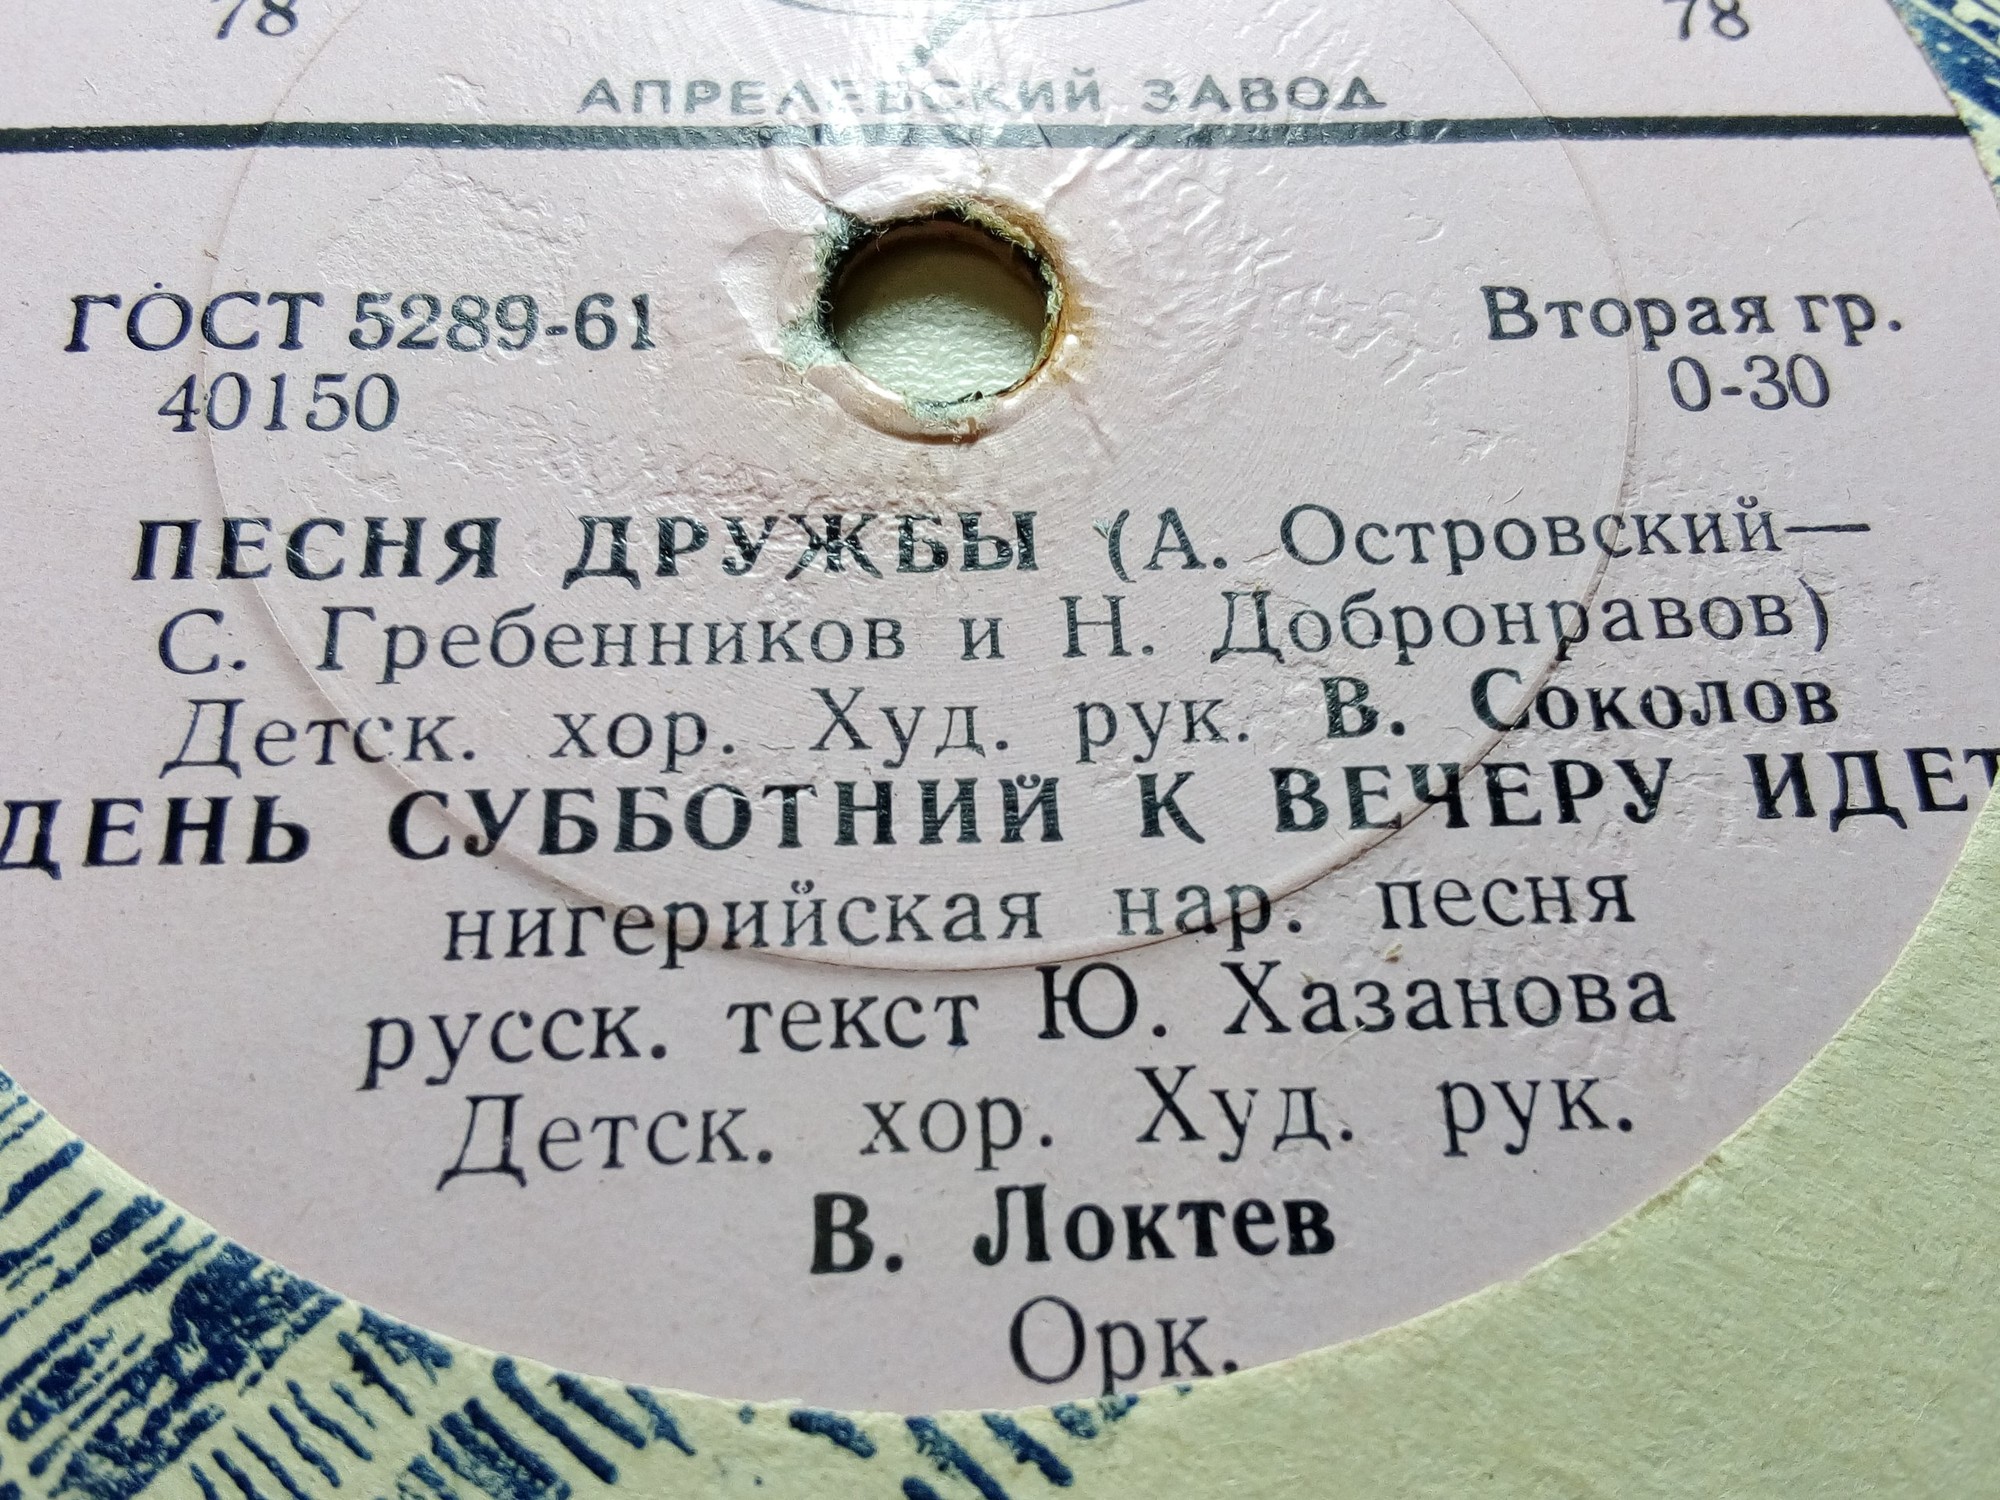 78 78
АПРЕЛЕВСКИЙ ЗАВОД
ГОСТ 5289-61 Вторая гр.
40150 0-30
ПЕСНЯ ДРУЖБЫ (А. Островский—
С. Гребенников и Н. Добронравов)
Детск. хор. Худ. рук. В. Соколов
ДЕНЬ СУББОТНИЙ К ВЕЧЕРУ ИДЕТ
нигерийская нар. песня
русск. текст Ю. Хазанова
Детск. хор. Худ. рук.
В. Локтев
Орк.